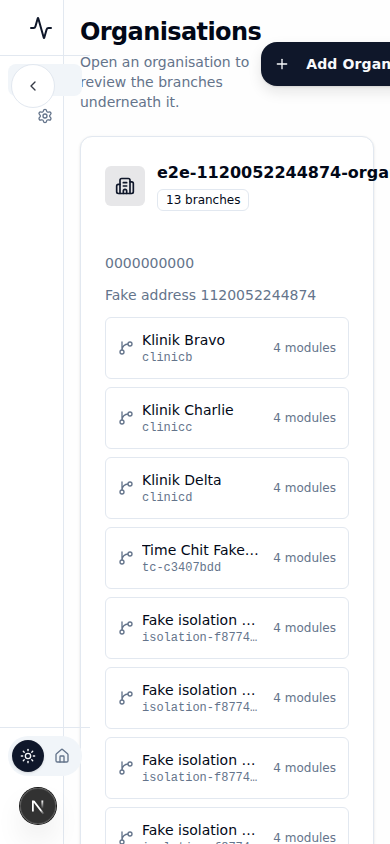 Organisations
Open an organisation to
review the branches
underneath it.
Add Organ
e2e-1120052244874-orga
13 branches
0000000000
Fake address 1120052244874
Klinik Bravo
clinicb
4 modules
Klinik Charlie
clinicc
4 modules
Klinik Delta
clinicd
4 modules
Time Chit Fake...
tc-c3407bdd
4 modules
Fake isolation ...
isolation-f8774…
4 modules
Fake isolation ...
isolation-f8774…
4 modules
Fake isolation ...
isolation-f8774…
4 modules
Fake isolation ...
4 modules
N